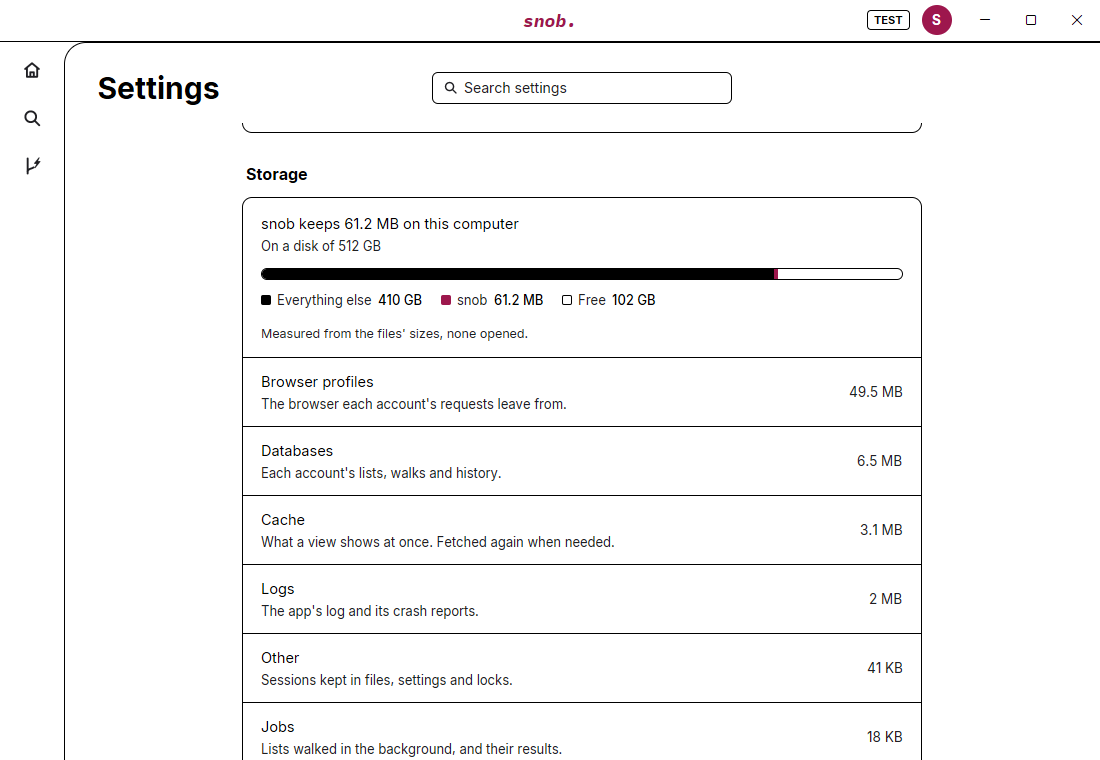 snob.
TEST
S
Settings
Search settings
Storage
snob keeps 61.2 MB on this computer
On a disk of 512 GB
Everything else 410 GB snob 61.2 MB Free 102 GB
Measured from the files' sizes, none opened.
Browser profiles
The browser each account's requests leave from.
49.5 MB
Databases
Each account's lists, walks and history.
6.5 MB
Cache
What a view shows at once. Fetched again when needed.
3.1 MB
Logs
The app's log and its crash reports.
2 MB
Other
Sessions kept in files, settings and locks.
41 KB
Jobs
Lists walked in the background, and their results.
18 KB